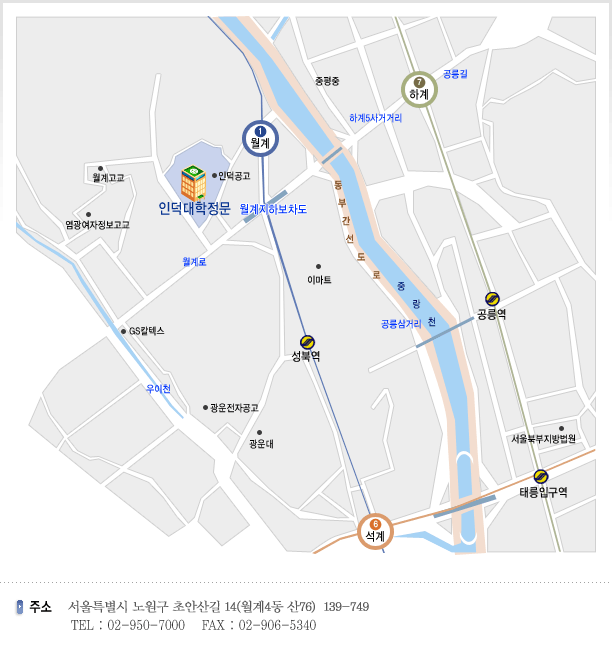 공릉길
중평중
7
하계
하계5사거거리
1
월계
월계고교
인덕공고
인덕대학정문
월계지하보차도
동부간선도로
염광여자정보고교
월계로
이마트
중랑천
공릉역
공릉삼거리
GS칼텍스
성북역
우이천
광운전자공고
광운대
서울북부지방법원
태릉입구역
6
석계
주소 서울특별시 노원구 초안산길 14(월계4동 산76) 139-749
TEL : 02-950-7000 FAX : 02-906-5340